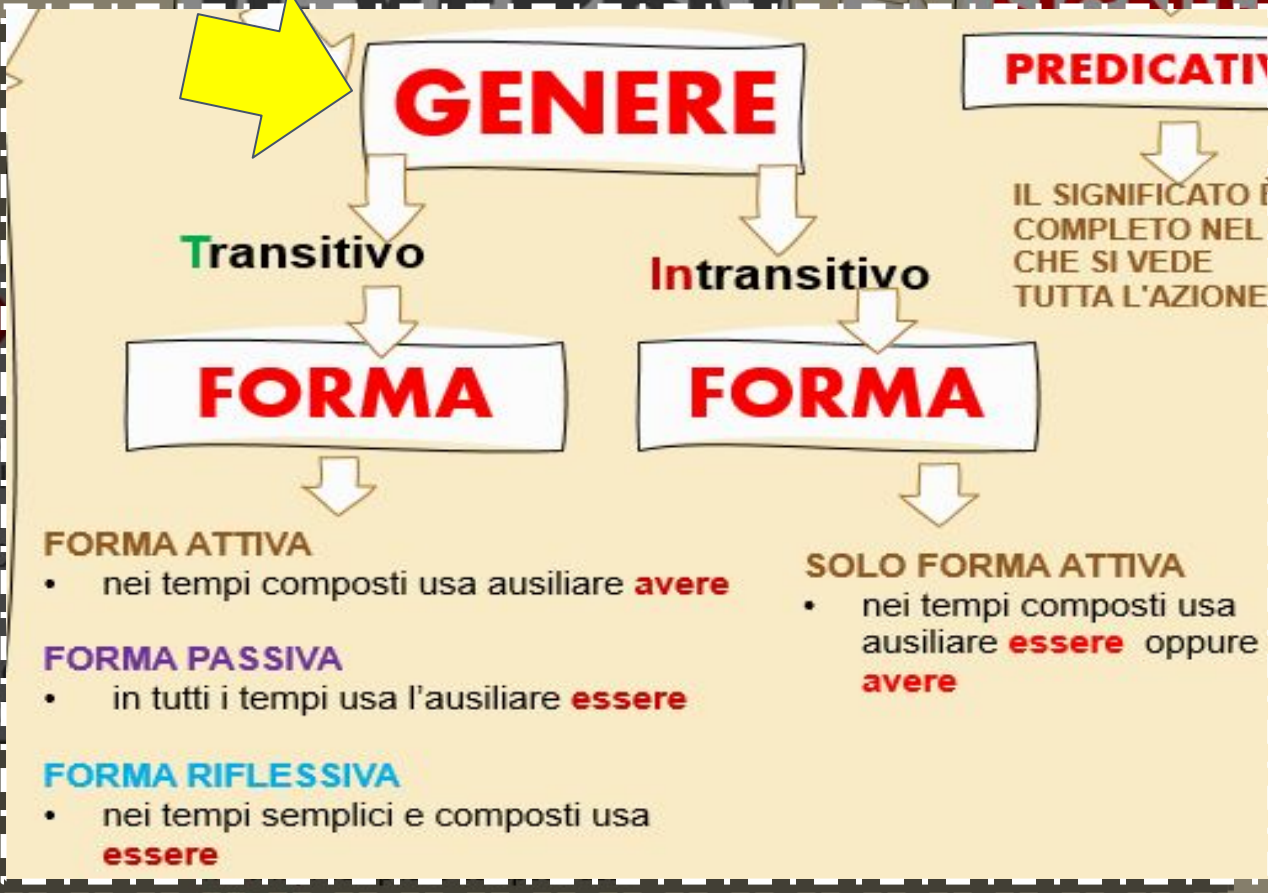 GENERE
Transitivo
Intransitivo
FORMA
FORMA
FORMA ATTIVA
• nei tempi composti usa ausiliare avere
FORMA PASSIVA
• in tutti i tempi usa l'ausiliare essere
FORMA RIFLESSIVA
• nei tempi semplici e composti usa
essere
SOLO FORMA ATTIVA
• nei tempi composti usa
ausiliare essere oppure
avere
IL SIGNIFICATO È
COMPLETO NEL
CHE SI VEDE
TUTTA L'AZIONE